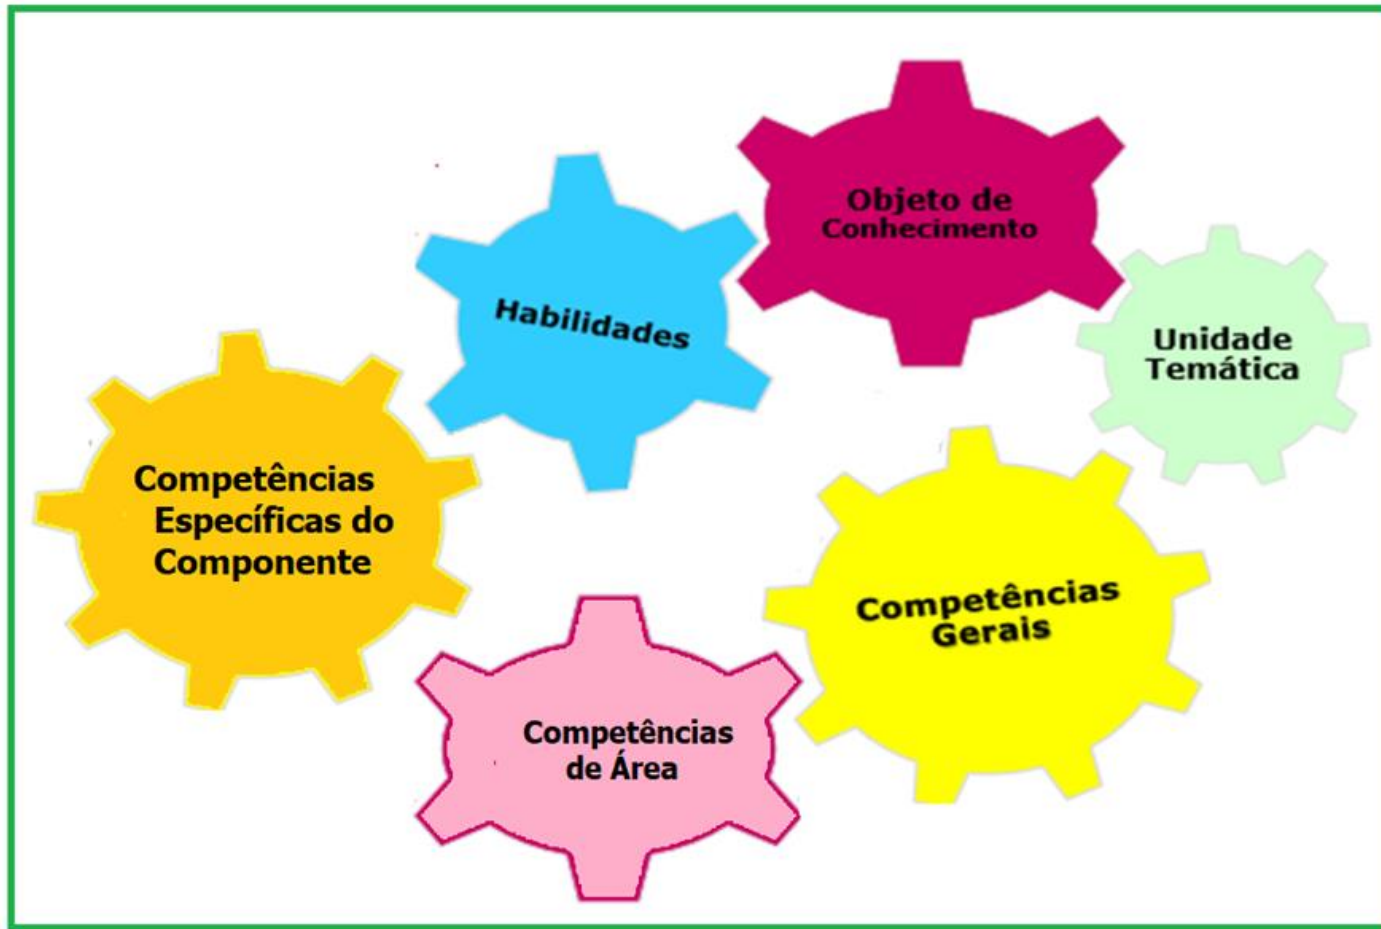 Objeto de
Conhecimento
Habilidades
Unidade
Temática
Competências
Específicas do
Componente
Competências
Gerais
Competências
de Área